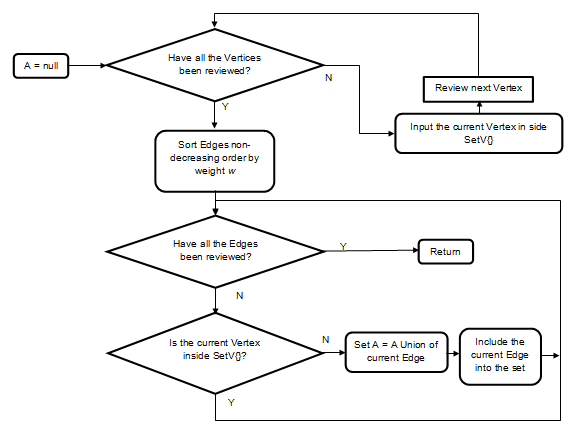 Have all the Vertices
been reviewed?
A = null
N
Review next Vertex
Y
Input the current Vertex in side
SetV{}
Sort Edges non-
decreasing order by
weight w
Have all the Edges
been reviewed?
Y
Return
N
Is the current Vertex
inside SetV{}?
N
Set A = A Union of
current Edge
Include the
current Edge
into the set
Y